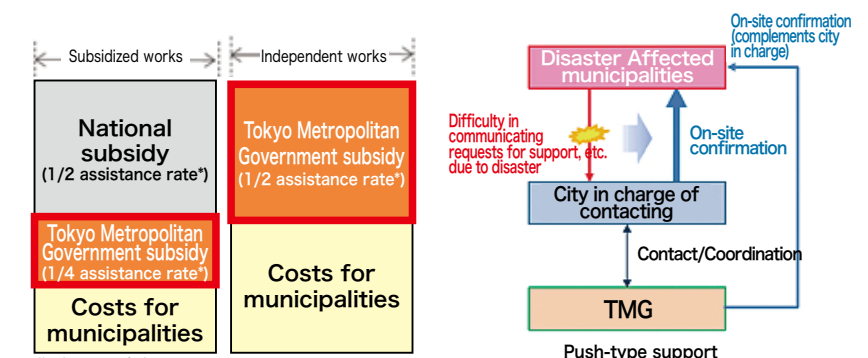 Subsidized works
Independent works
National
subsidy
(1/2 assistance rate*)
Tokyo Metropolitan
Government subsidy
(1/4 assistance rate*)
Costs for
municipalities
Tokyo Metropolitan
Government subsidy
(1/2 assistance rate*)
Costs for
municipalities
On-site confirmation
(complements city
in charge)
Disaster Affected
municipalities
Difficulty in
communicating
requests for support, etc.
due to disaster
On-site
confirmation
City in charge of
contacting
Contact/Coordination
TMG
Push-type support